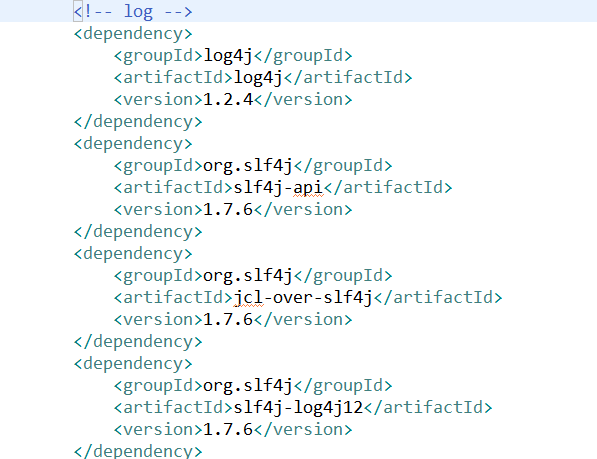 <!-- log -->
<dependency>
<groupId>log4j</groupId>
<artifactId>log4j</artifactId>
<version>1.2.4</version>
</dependency>
<dependency>
<groupId>org.slf4j</groupId>
<artifactId>slf4j-api</artifactId>
<version>1.7.6</version>
</dependency>
<dependency>
<groupId>org.slf4j</groupId>
<artifactId>jcl-over-slf4j</artifactId>
<version>1.7.6</version>
</dependency>
<dependency>
<groupId>org.slf4j</groupId>
<artifactId>slf4j-log4j12</artifactId>
<version>1.7.6</version>
</dependency>